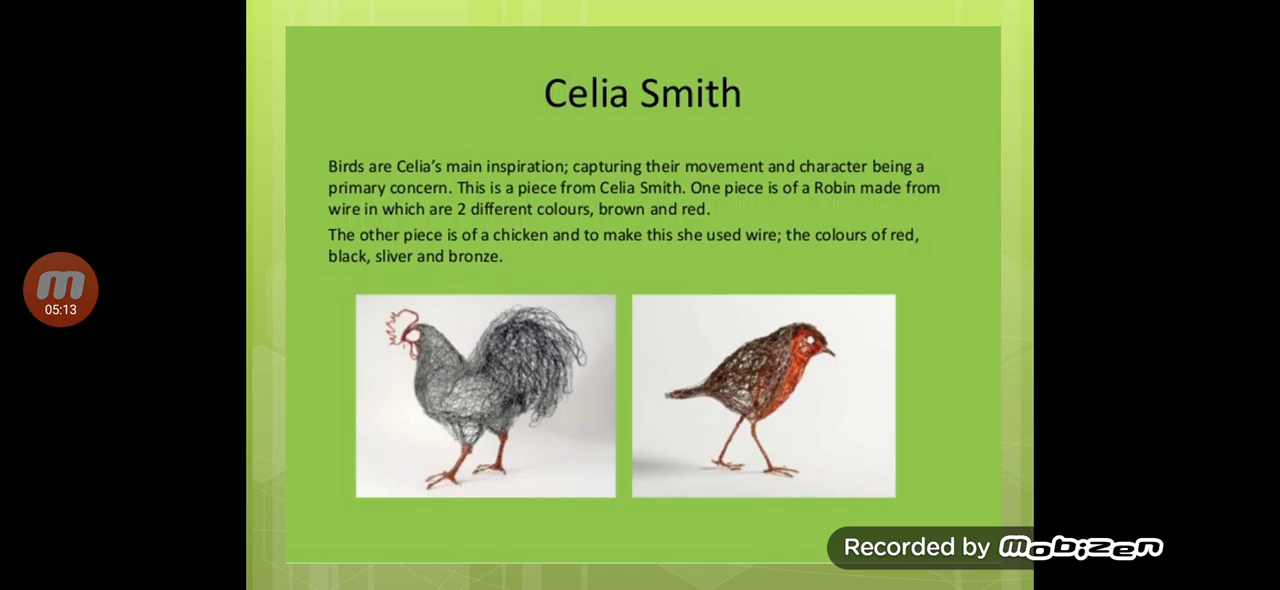 Celia Smith
Birds are Celia's main inspiration; capturing their movement and character being a
primary concern. This is a piece from Celia Smith. One piece is of a Robin made from
wire in which are 2 different colours, brown and red.
The other piece is of a chicken and to make this she used wire; the colours of red,
black, sliver and bronze.
m
05:13
Recorded by mobizen